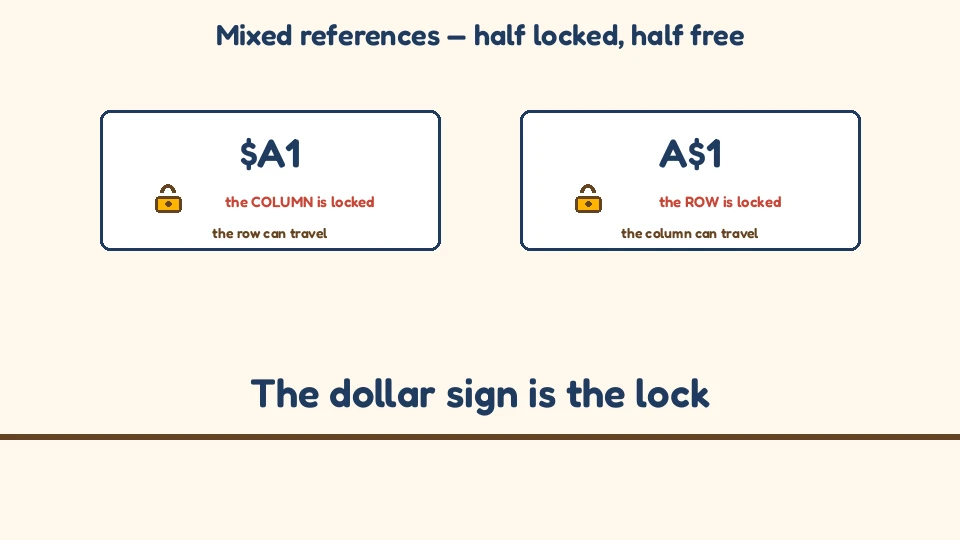 Mixed references — half locked, half free
$A1
the COLUMN is locked
the row can travel
A$1
the ROW is locked
the column can travel
The dollar sign is the lock